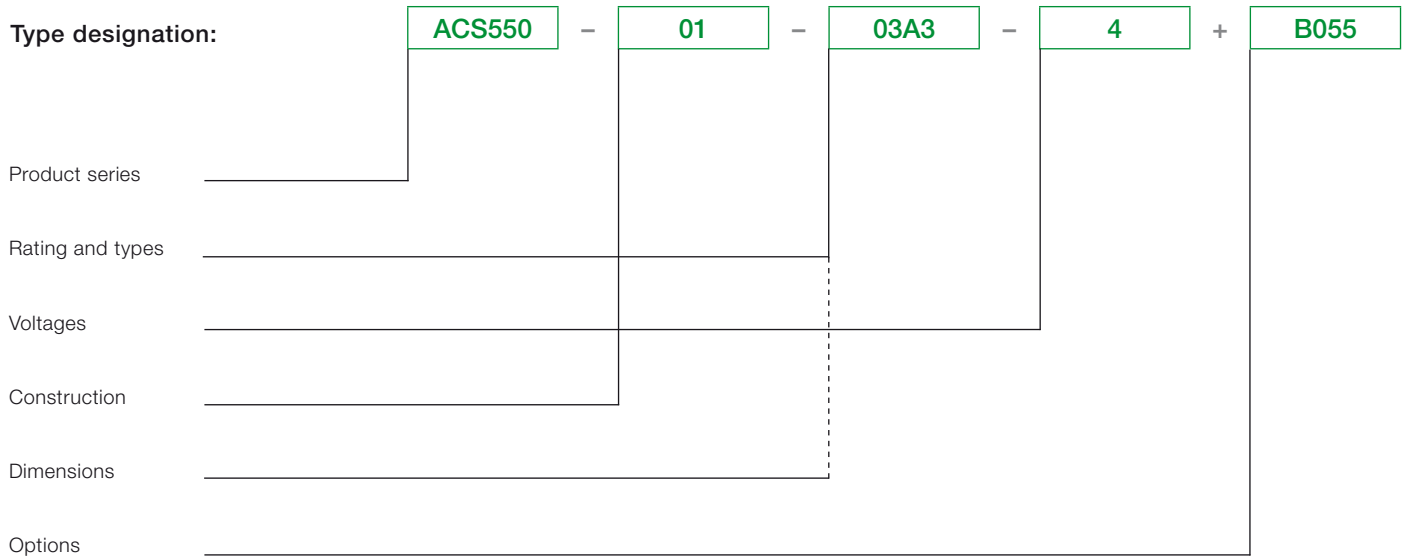 Type designation: ACS550 – 01 – 03A3 – 4 + B055
Product series
Rating and types
Voltages
Construction
Dimensions
Options